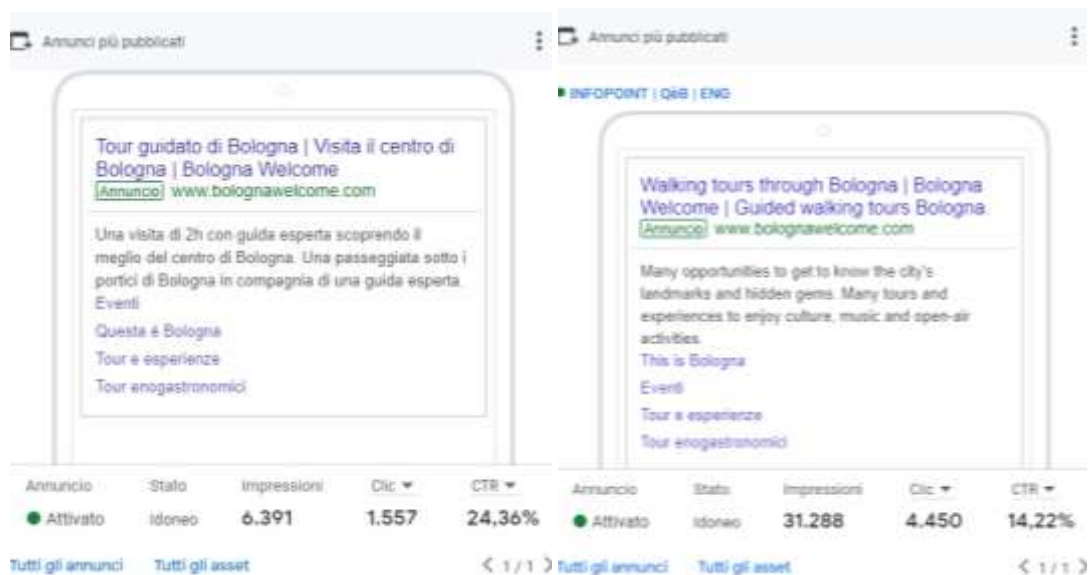 Annunci più pubblicati
Tour guidato di Bologna | Visita il centro di
Bologna | Bologna Welcome
Annuncio www.bolognawelcome.com
Una visita di 2h con guida esperta scoprendo il
meglio del centro di Bologna. Una passeggiata sotto i
portici di Bologna in compagnia di una guida esperta.
Eventi
Questa è Bologna
Tour e esperienze
Tour enogastronomici
Annuncio Stato Impressioni Clic CTR
Attivato Idoneo 6.391 1.557 24,36%
Tutti gli annunci Tutti gli asset 1 / 1
Annunci più pubblicati
INFOPOINT | QèB | ENG
Walking tours through Bologna | Bologna
Welcome | Guided walking tours Bologna
Annuncio www.bolognawelcome.com
Many opportunities to get to know the city's
landmarks and hidden gems. Many tours and
experiences to enjoy culture, music and open-air
activities.
This is Bologna
Eventi
Tour e esperienze
Tour enogastronomici
Annuncio Stato Impressioni Clic CTR
Attivato Idoneo 31.288 4.450 14,22%
Tutti gli annunci Tutti gli asset 1 / 1